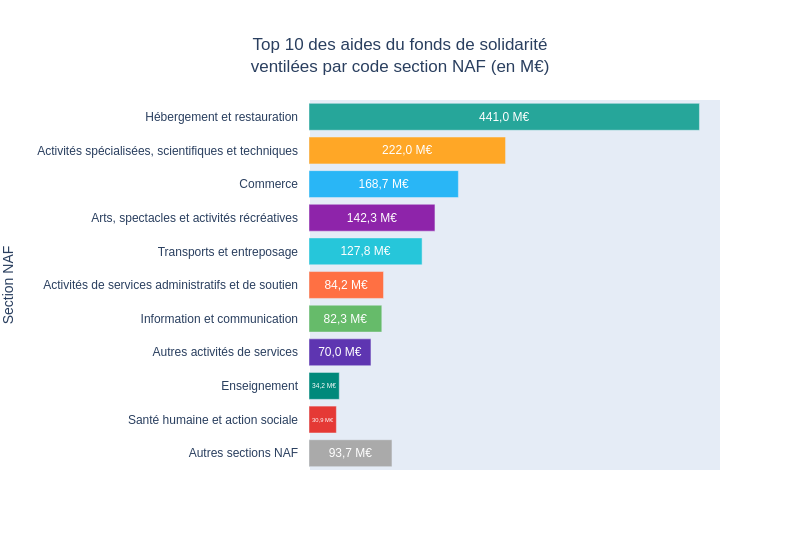 Top 10 des aides du fonds de solidarité
ventilées par code section NAF (en M€)
Section NAF
Hébergement et restauration 441,0 M€
Activités spécialisées, scientifiques et techniques 222,0 M€
Commerce 168,7 M€
Arts, spectacles et activités récréatives 142,3 M€
Transports et entreposage 127,8 M€
Activités de services administratifs et de soutien 84,2 M€
Information et communication 82,3 M€
Autres activités de services 70,0 M€
Enseignement 34,2 M€
Santé humaine et action sociale 30,9 M€
Autres sections NAF 93,7 M€